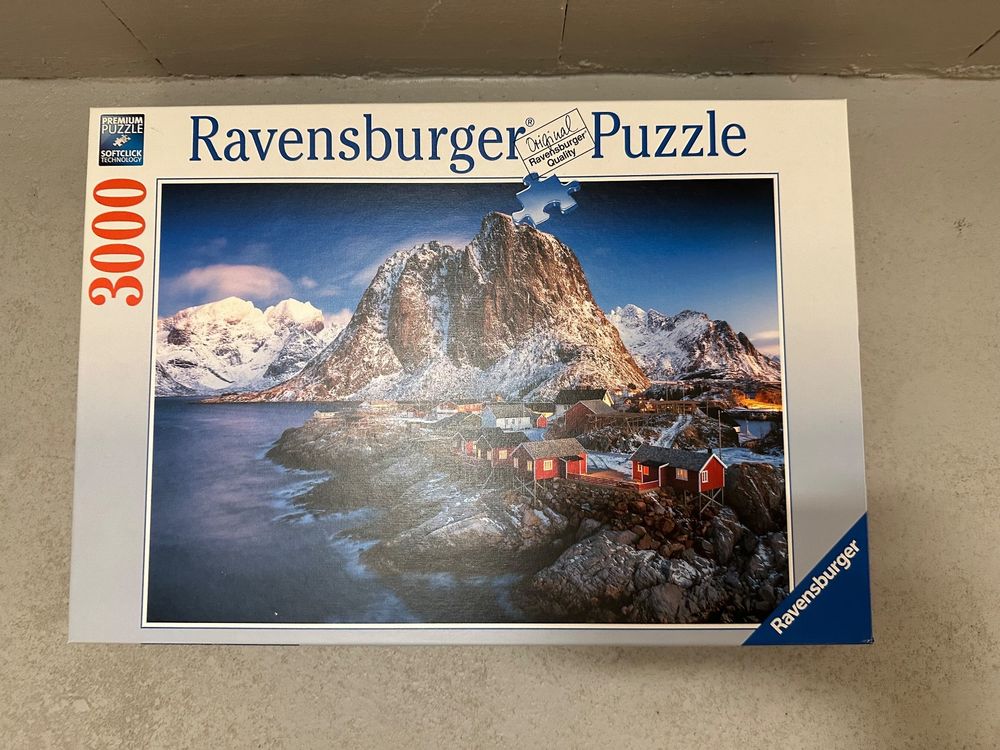 PREMIUM
PUZZLE
SOFTCLICK
TECHNOLOGY
Ravensburger® Puzzle
Original
Ravensburger
Quality
3000
Ravensburger